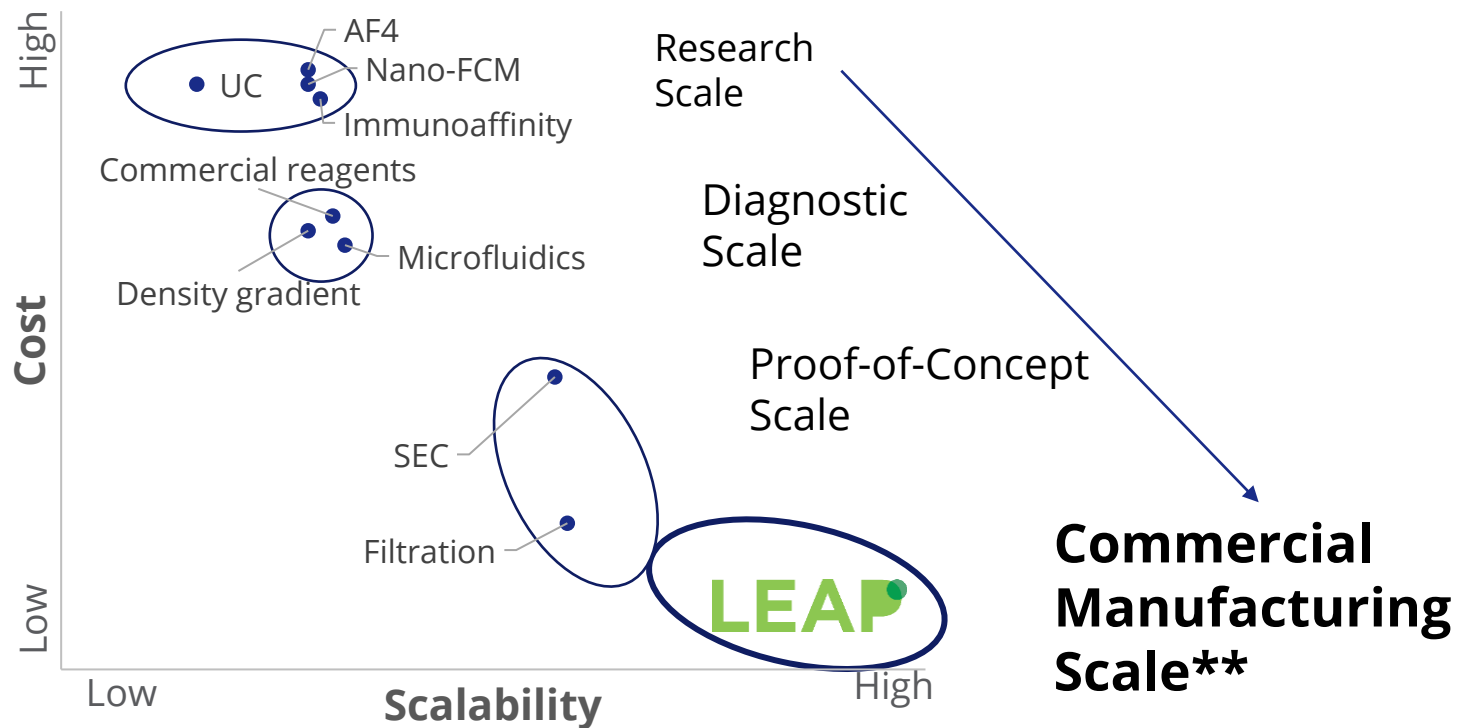 High
AF4
Nano-FCM
UC
Immunoaffinity
Commercial reagents
Microfluidics
Density gradient
Cost
SEC
Filtration
LEAP
Low
Low
Scalability
High
Research
Scale
Diagnostic
Scale
Proof-of-Concept
Scale
Commercial
Manufacturing
Scale**